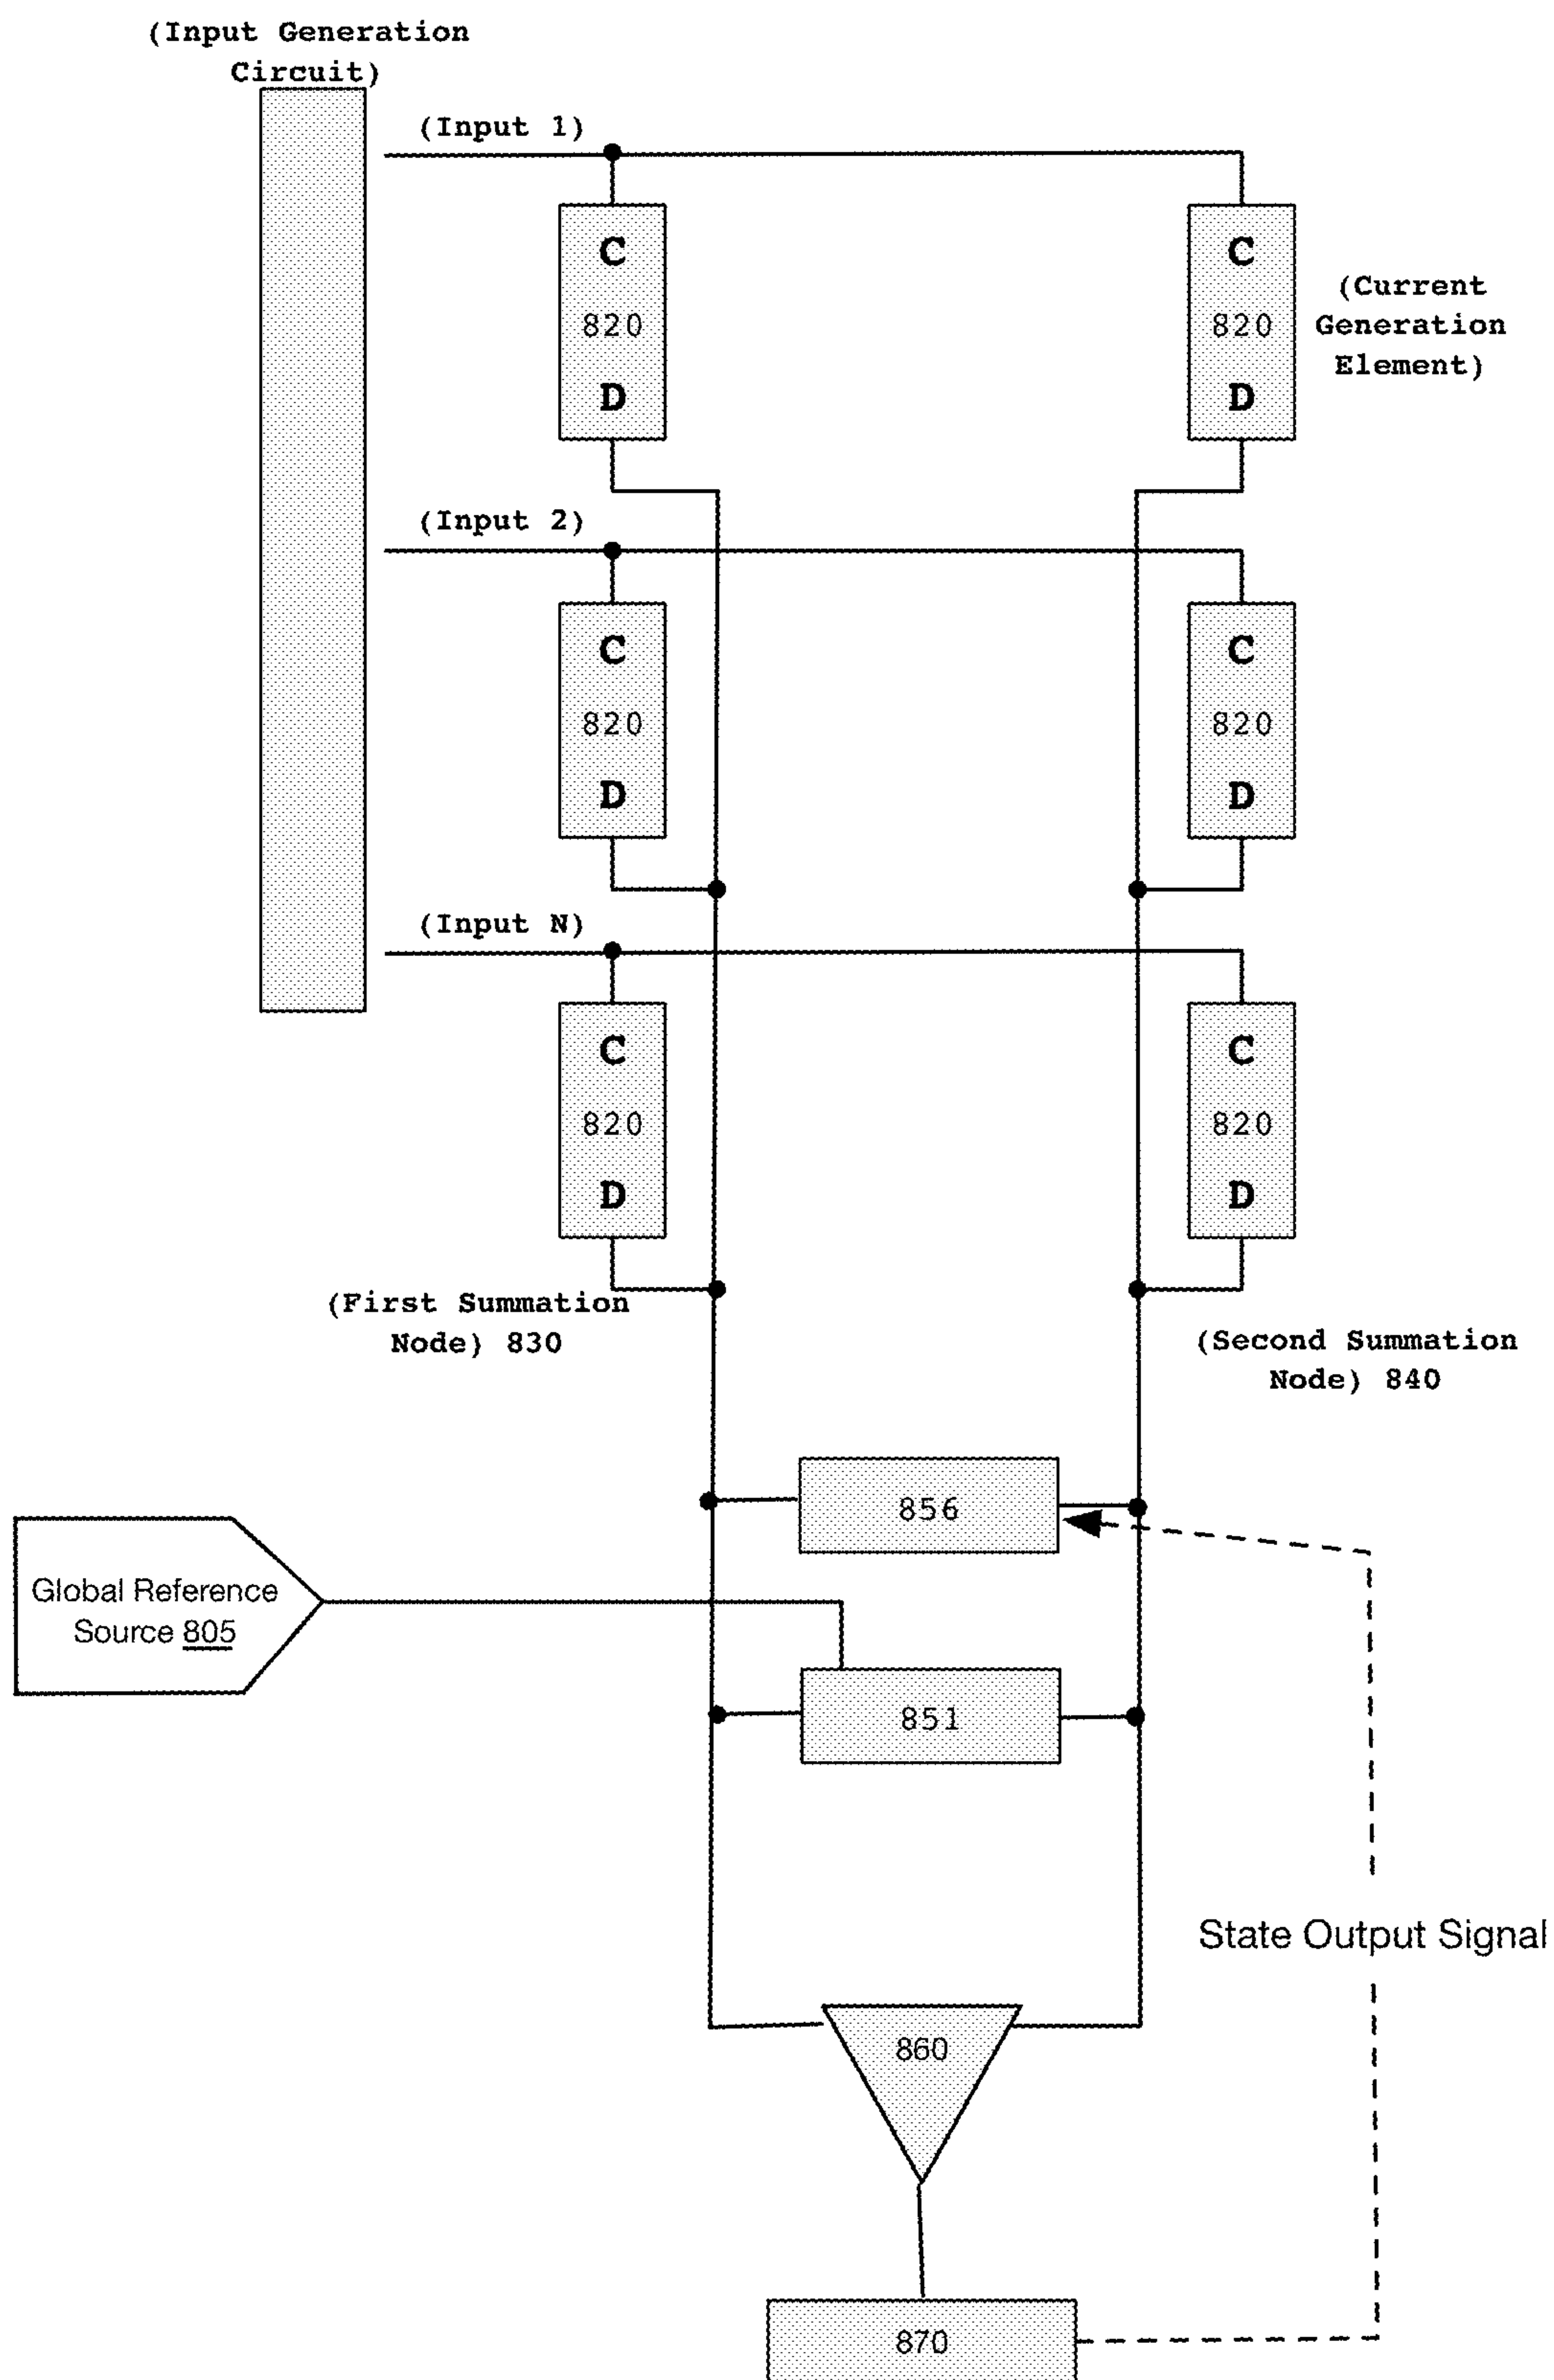 (Input Generation
Circuit)
(Input 1)
C
820
D
C
820
D
(Current
Generation
Element)
(Input 2)
C
820
D
C
820
D
(Input N)
C
820
D
C
820
D
(First Summation
Node) 830
(Second Summation
Node) 840
856
Global Reference
Source 805
851
State Output Signal
860
870